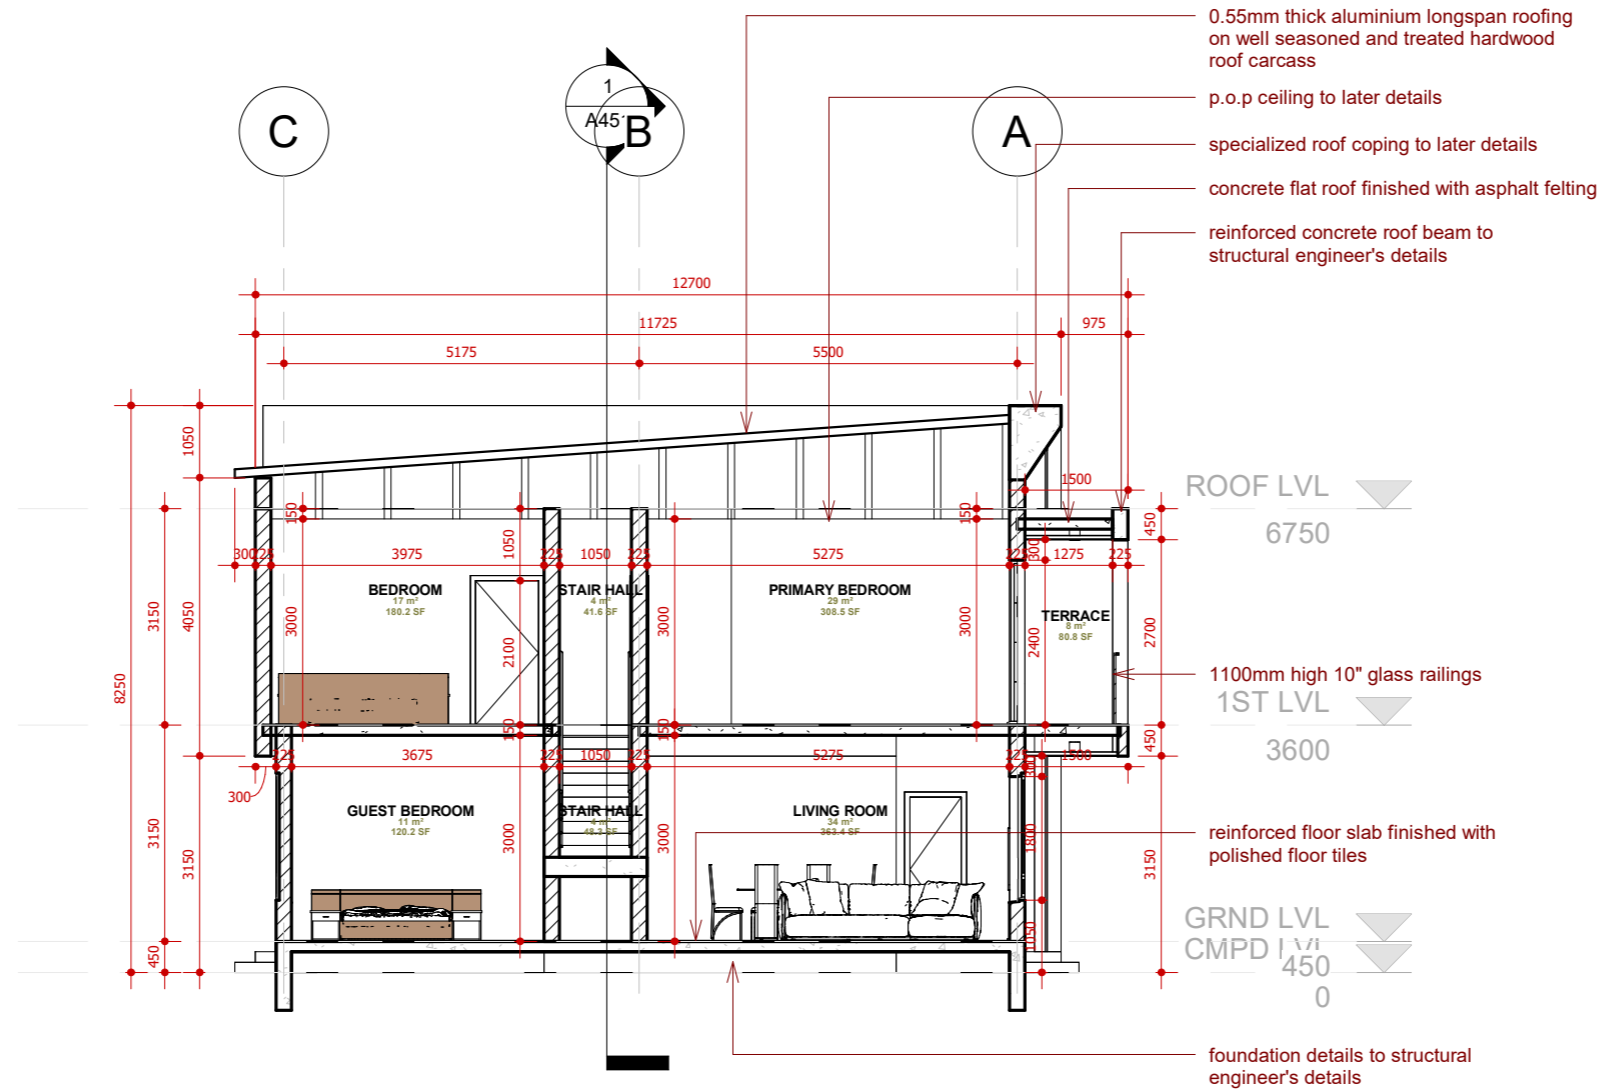 0.55mm thick aluminium longspan roofing
on well seasoned and treated hardwood
roof carcass
p.o.p ceiling to later details
specialized roof coping to later details
concrete flat roof finished with asphalt felting
reinforced concrete roof beam to
structural engineer's details
1
C
B
A
12700
11725
975
5175
5500
1050
1500
ROOF LVL
6750
150
150
450
300
225
3975
1050
225
1050
225
5275
225
300
1275
225
BEDROOM
17 m²
180.2 SF
STAIR HALL
4 m²
41.6 SF
PRIMARY BEDROOM
29 m²
308.5 SF
TERRACE
8 m²
80.8 SF
8250
3150
4050
3000
2100
3000
3000
2400
2700
1100mm high 10" glass railings
1ST LVL
3600
150
150
450
225
3675
225
1050
225
5275
225
300
1500
300
GUEST BEDROOM
11 m²
120.2 SF
STAIR HALL
4 m²
48.3 SF
LIVING ROOM
34 m²
363.4 SF
3150
3150
3000
3000
1800
3150
reinforced floor slab finished with
polished floor tiles
GRND LVL
450
CMPD LVL
0
450
1050
foundation details to structural
engineer's details